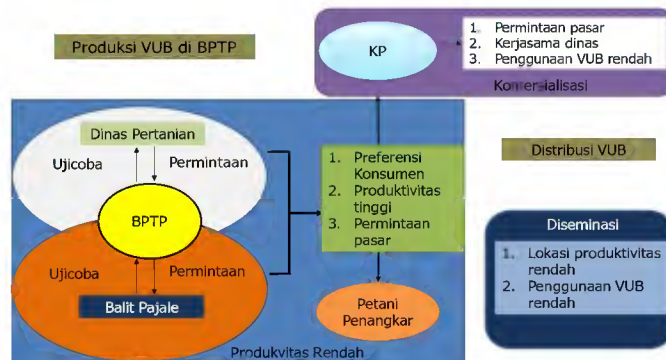 Produksi VUB di BPTP
KP
1. Permintaan pasar
2. Kerjasama dinas
3. Penggunaan VUB rendah
Komersialisasi
Dinas Pertanian
Ujicoba
Permintaan
BPTP
Ujicoba
Permintaan
Balit Pajale
1. Preferensi
Konsumen
2. Produktivitas
tinggi
3. Permintaan
pasar
Petani
Penangkar
Produkvitas Rendah
Distribusi VUB
Diseminasi
1. Lokasi produktivitas
rendah
2. Penggunaan VUB
rendah